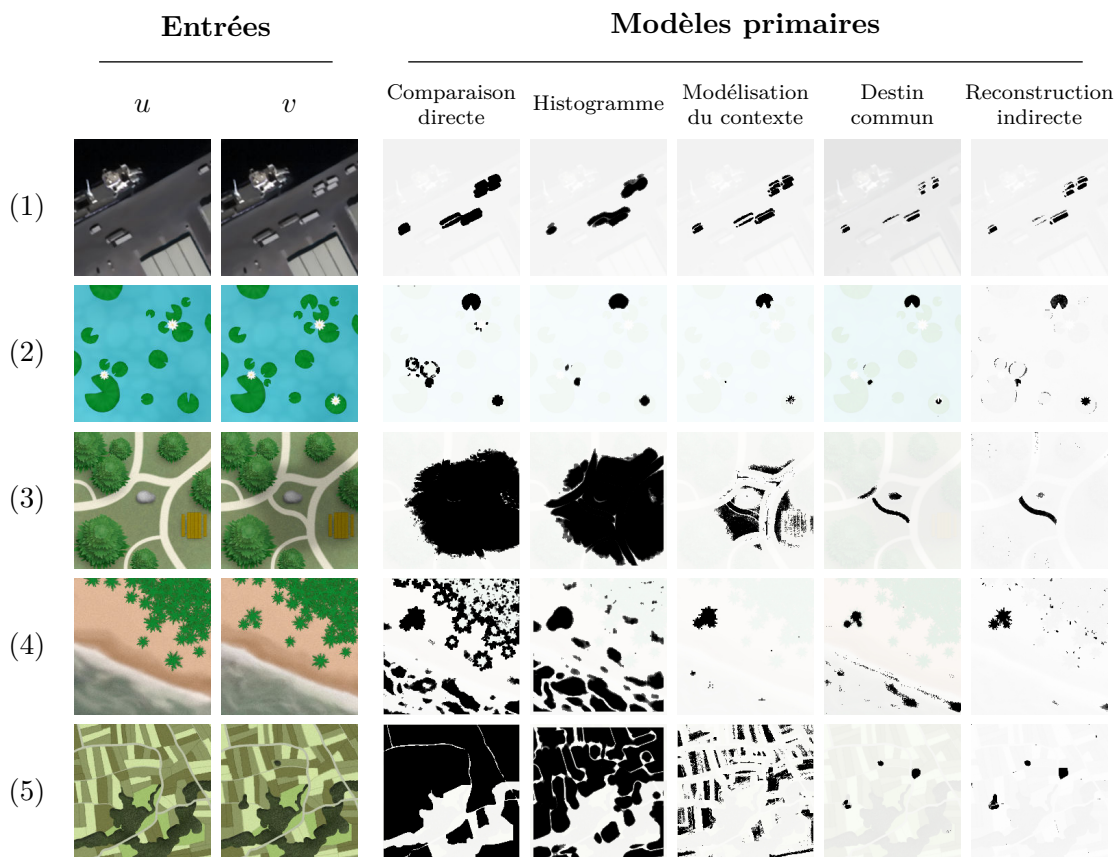 Entrées Modèles primaires
u v Comparaison directe Histogramme Modélisation du contexte Destin commun Reconstruction indirecte
(1)
(2)
(3)
(4)
(5)